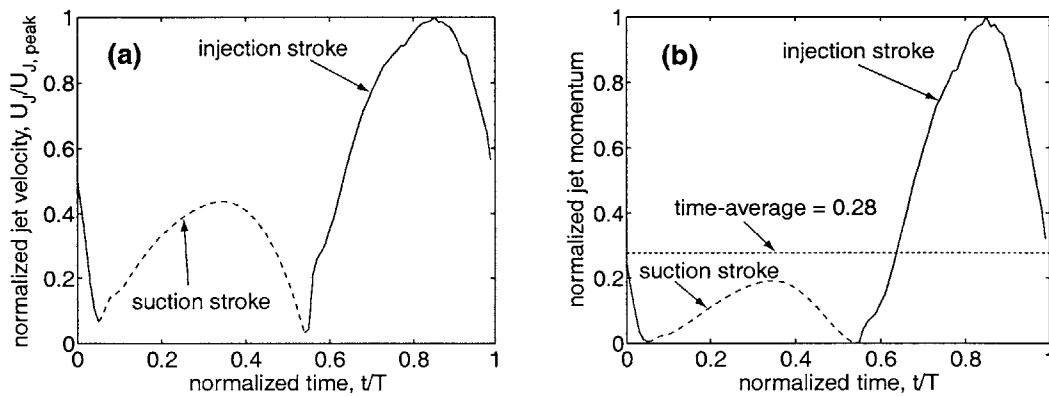 (a)
injection stroke
suction stroke
normalized jet velocity, U_J/U_J, peak
1
0.8
0.6
0.4
0.2
0
0 0.2 0.4 0.6 0.8 1
normalized time, t/T
(b)
injection stroke
time-average = 0.28
suction stroke
normalized jet momentum
1
0.8
0.6
0.4
0.2
0
0 0.2 0.4 0.6 0.8 1
normalized time, t/T